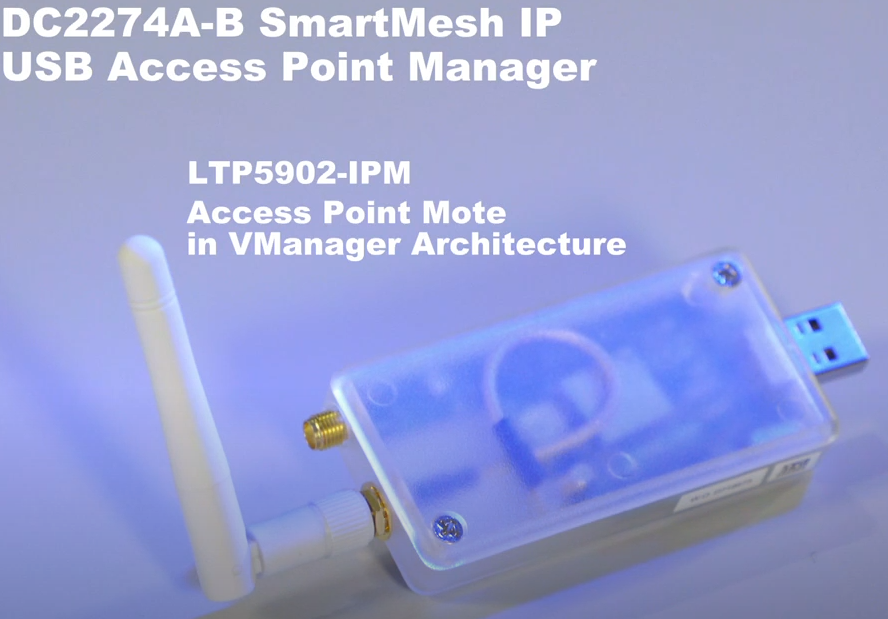 DC2274A-B SmartMesh IP
USB Access Point Manager
LTP5902-IPM
Access Point Mote
in VManager Architecture